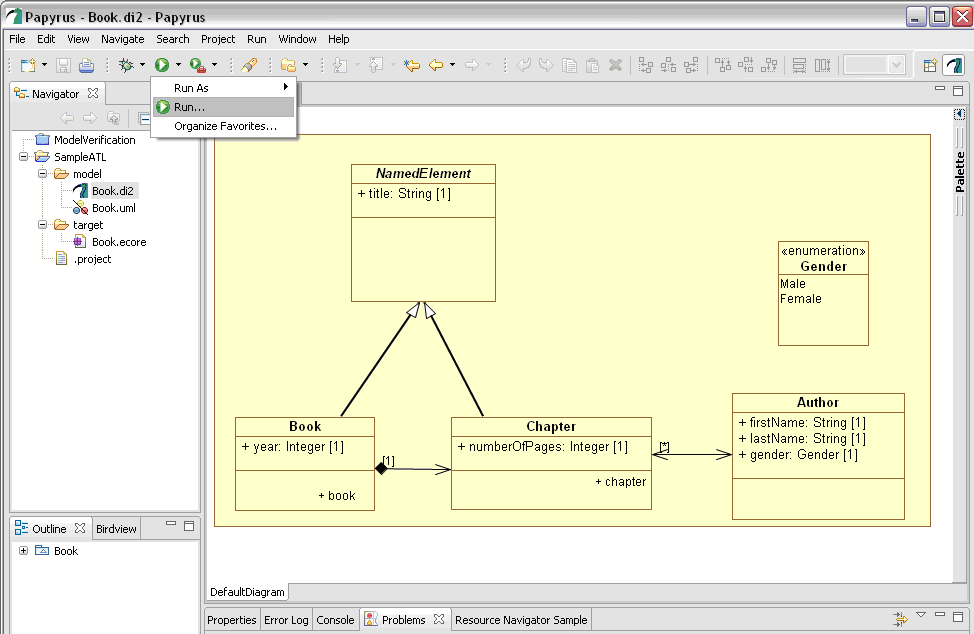 Papyrus - Book.di2 - Papyrus
File Edit View Navigate Search Project Run Window Help
Navigator
Run As
Run...
Organize Favorites...
ModelVerification
SampleATL
model
Book.di2
Book.uml
target
Book.ecore
.project
NamedElement
+ title: String [1]
«enumeration»
Gender
Male
Female
Palette
Book
+ year: Integer [1]
+ book
[1]
Chapter
+ numberOfPages: Integer [1]
+ chapter
[*]
Author
+ firstName: String [1]
+ lastName: String [1]
+ gender: Gender [1]
Outline Birdview
Book
DefaultDiagram
Properties Error Log Console Problems Resource Navigator Sample